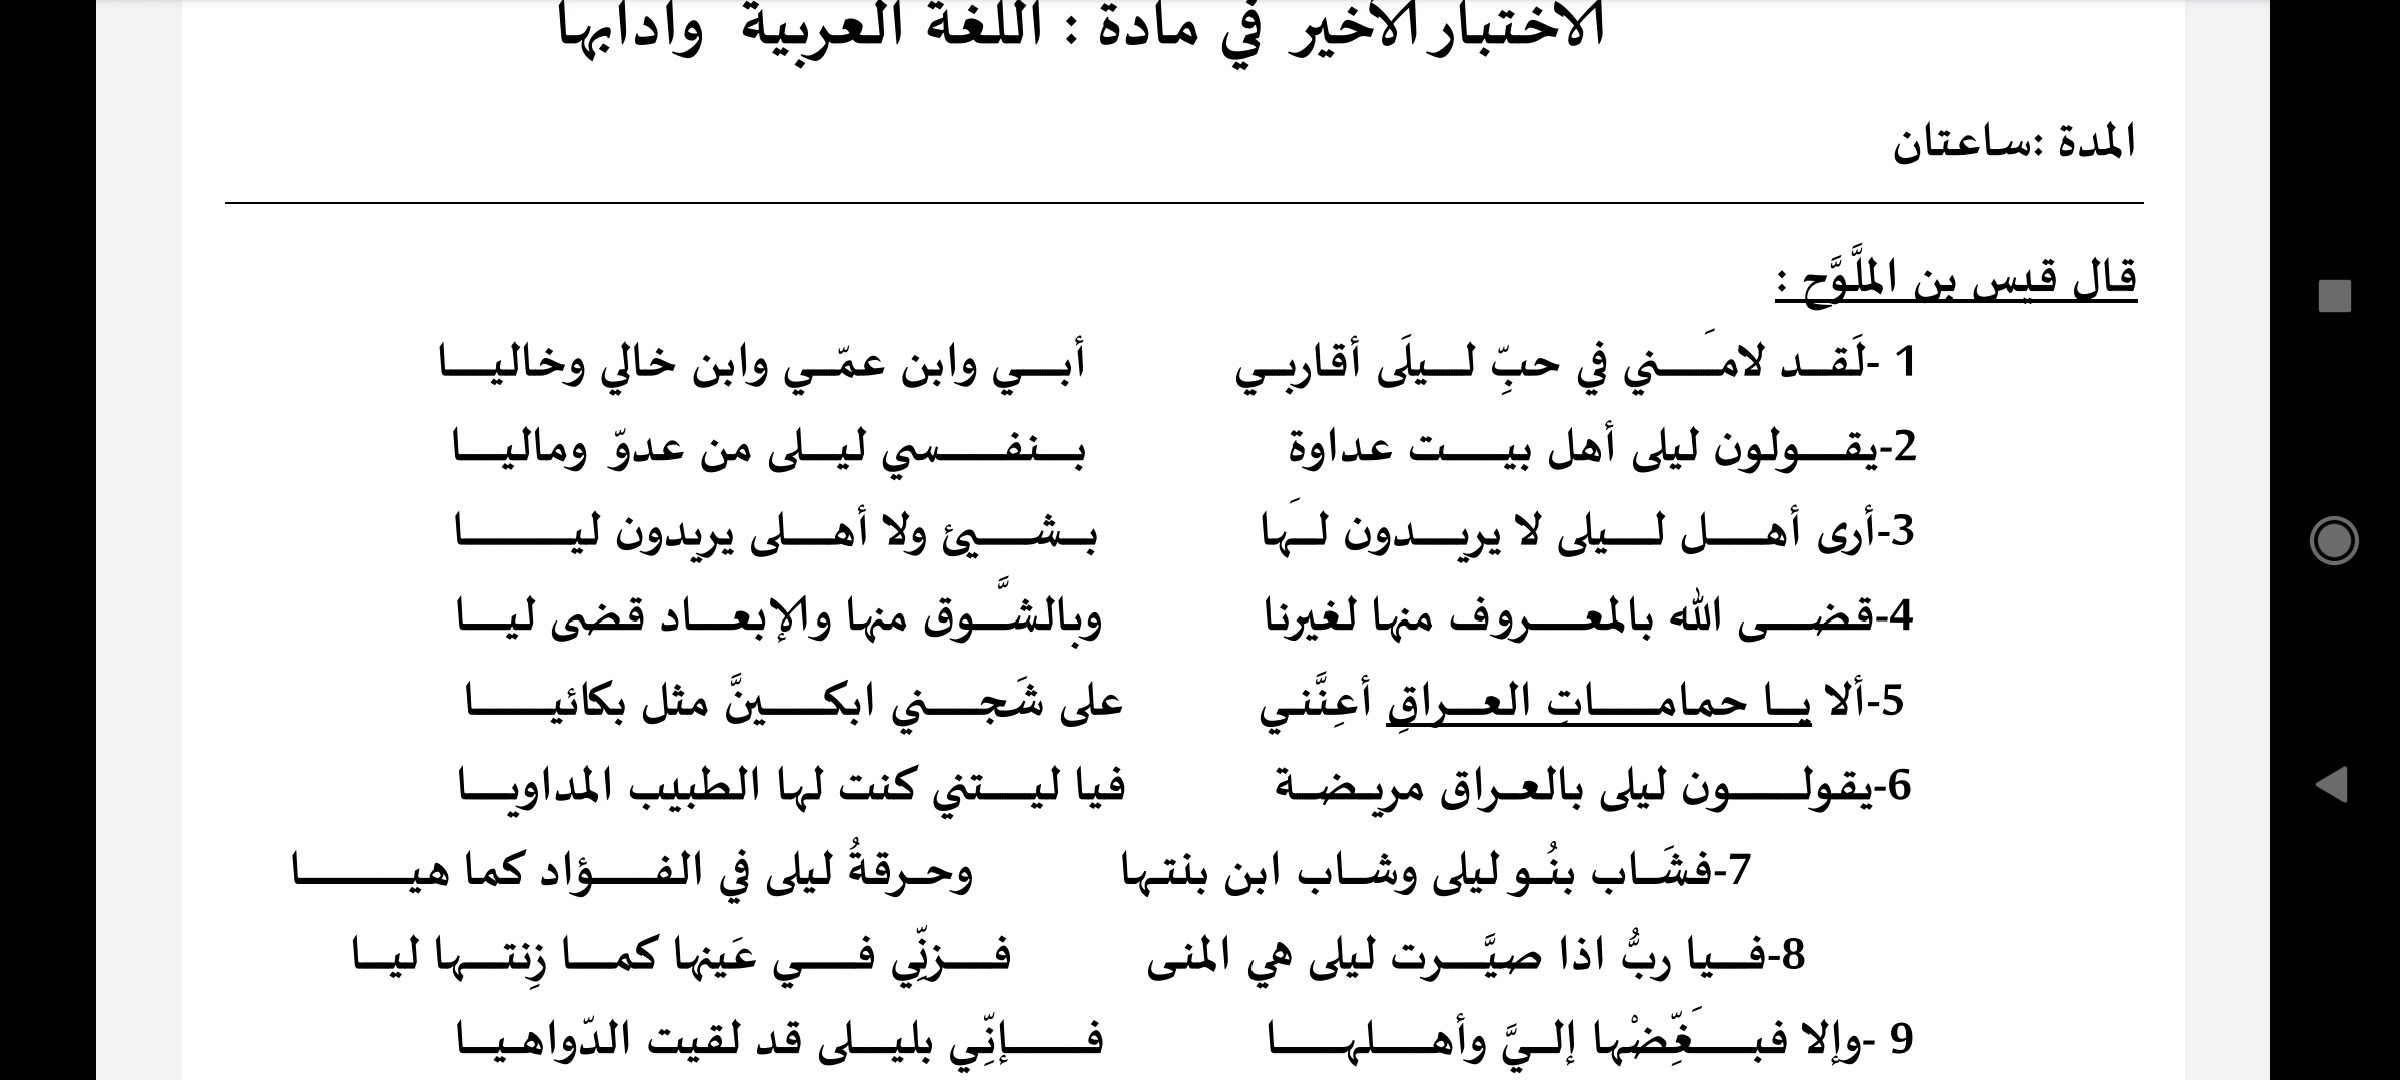 الاختبار الأخير في مادة : اللغة العربية وآدابها
المدة :ساعتان
قال قيس بن الملَّوَّح :
1 -لَقد لامَني في حبِّ ليلَى أقاربي أبي وابن عمّي وابن خالي وخاليا
2-يقولون ليلى أهل بيت عداوة بنفسي ليلى من عدوّ وماليا
3-أرى أهل ليلى لا يريدون لَها بشيئ ولا أهلى يريدون ليا
4-قضى الله بالمعروف منها لغيرنا وبالشَّوق منها والإبعاد قضى ليا
5-ألا يا حماماتِ العراقِ أعِنَّني على شَجني ابكينَّ مثل بكائيا
6-يقولون ليلى بالعراق مريضة فيا ليتني كنت لها الطبيب المداويا
7-فشَاب بنُو ليلى وشاب ابن بنتها وحرقةُ ليلى في الفؤاد كما هيا
8-فيا ربُّ اذا صيَّرت ليلى هي المنى فزنِّي في عَينها كما زِنتها ليا
9 -وإلا فبَغِّضْها إليَّ وأهلها فإنِّي بليلى قد لقيت الدّواهيا